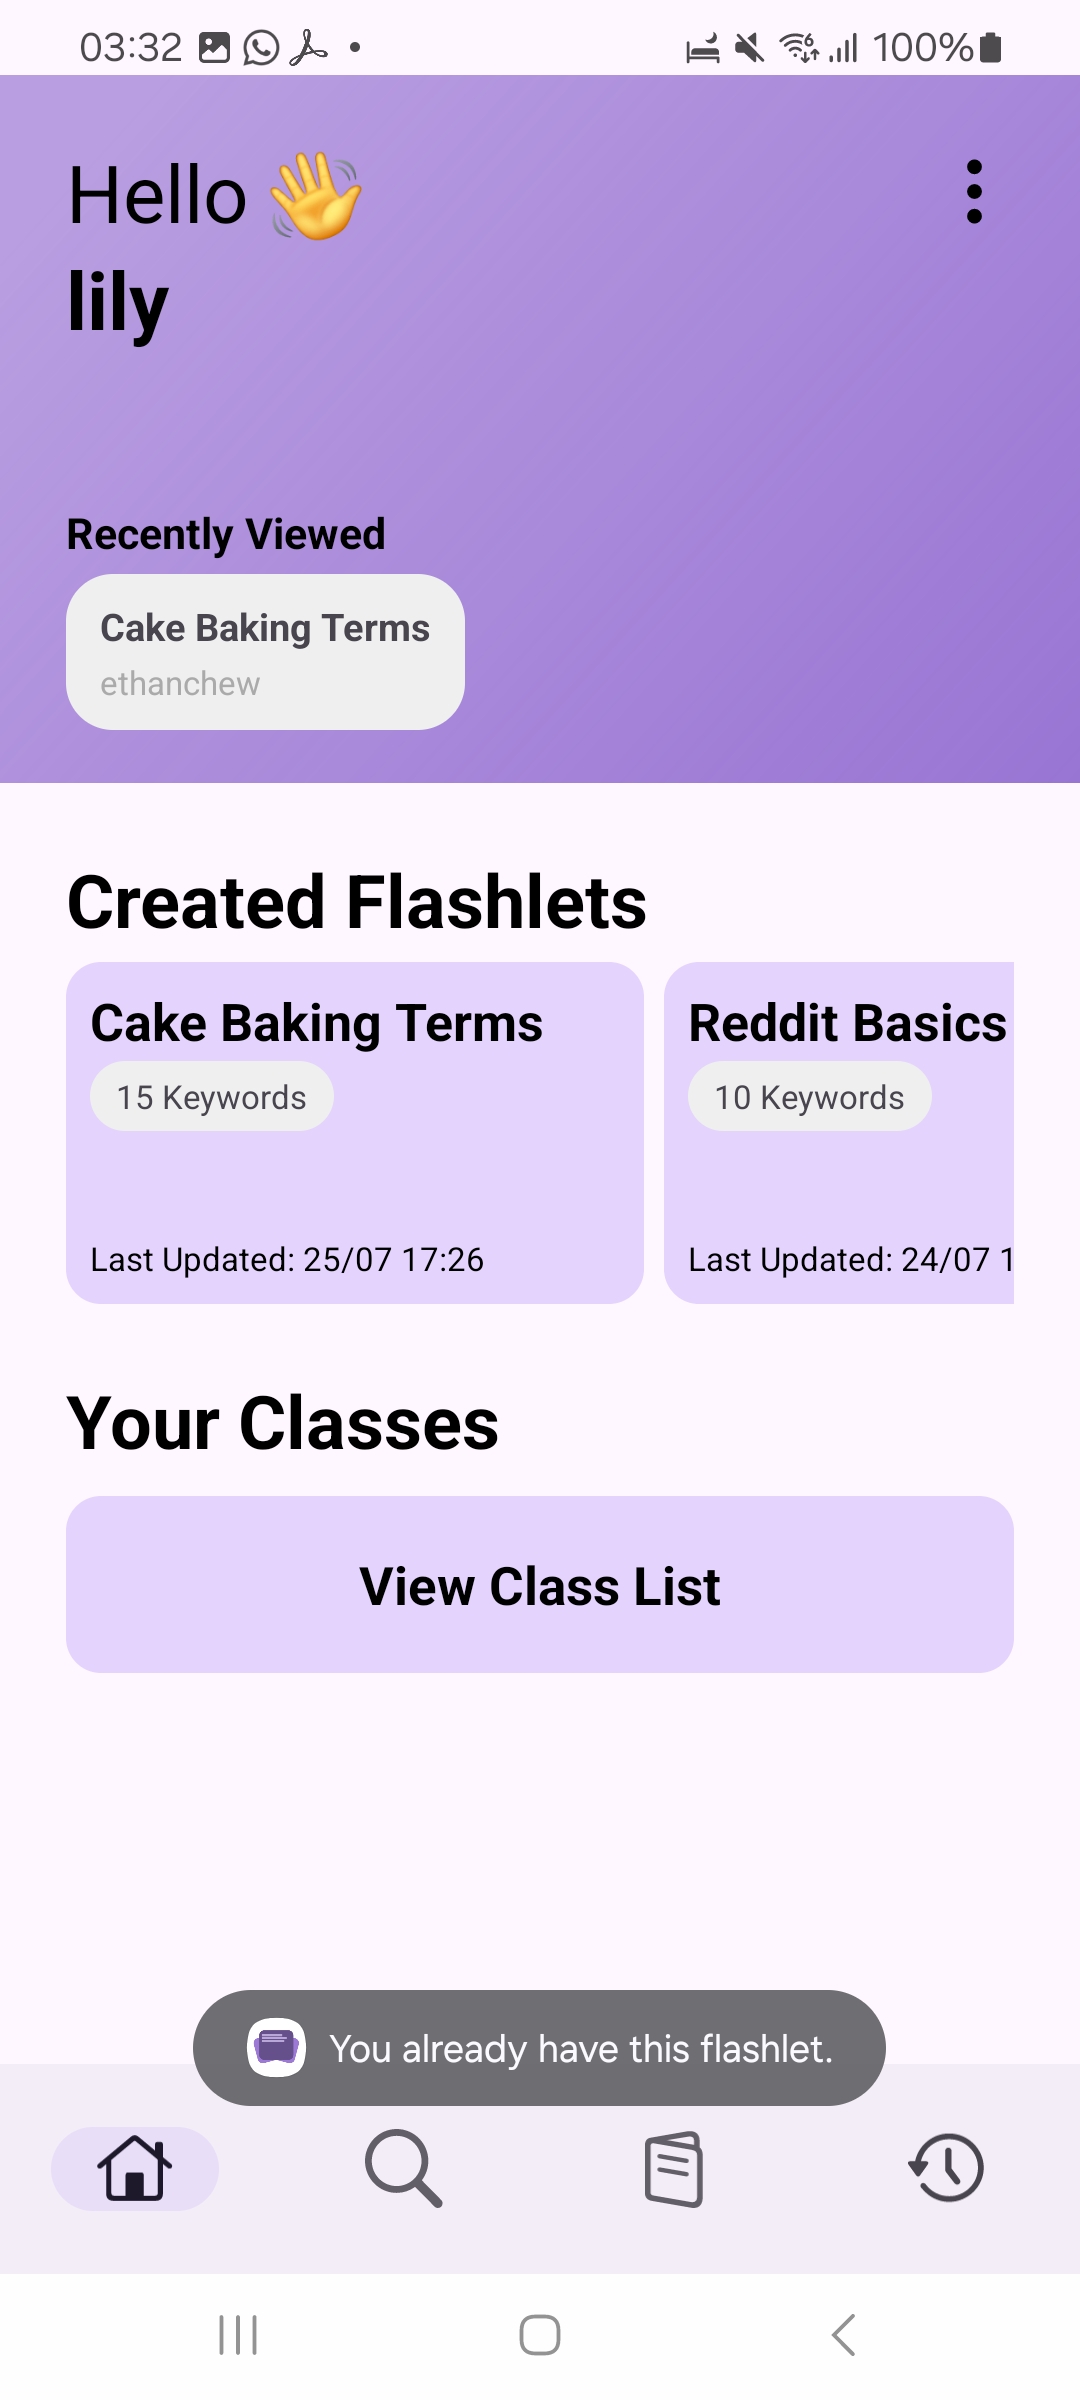 03:32
100%
Hello 👋
lily
Recently Viewed
Cake Baking Terms
ethanchew
Created Flashlets
Cake Baking Terms
15 Keywords
Last Updated: 25/07 17:26
Reddit Basics
10 Keywords
Last Updated: 24/07 1
Your Classes
View Class List
You already have this flashlet.